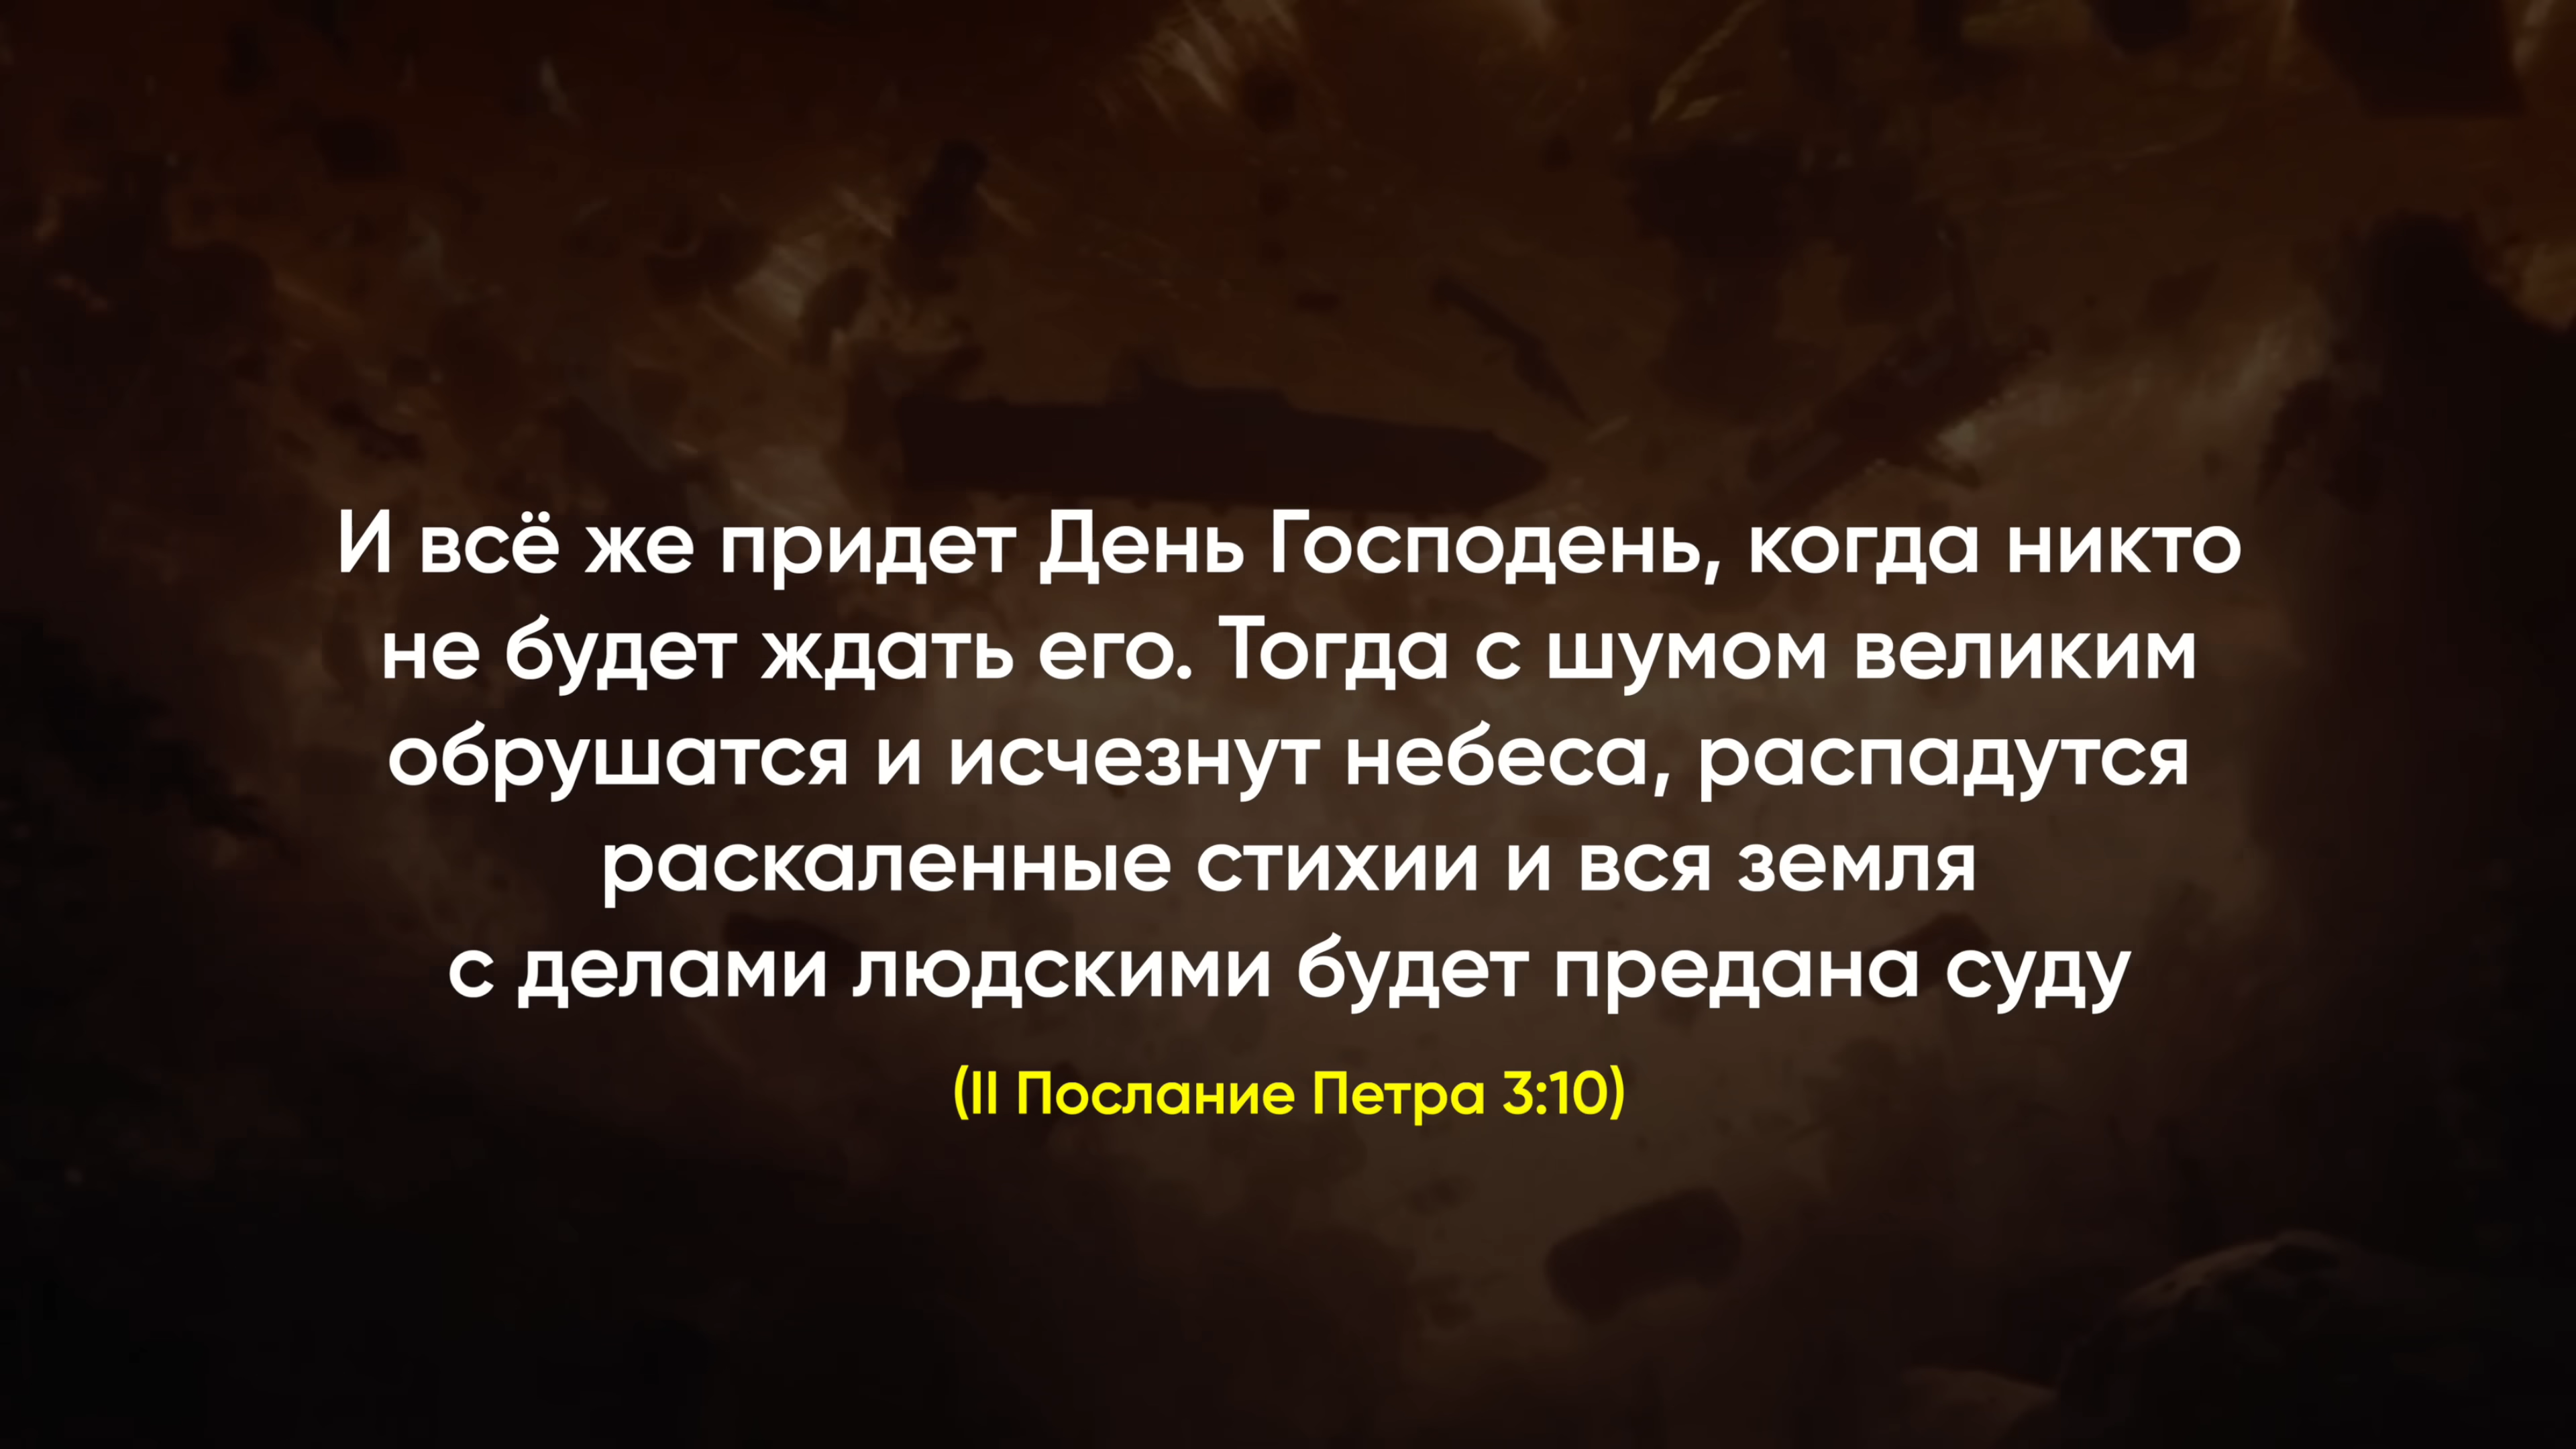 И всё же придет День Господень, когда никто
не будет ждать его. Тогда с шумом великим
обрушатся и исчезнут небеса, распадутся
раскаленные стихии и вся земля
с делами людскими будет предана суду
(II Послание Петра 3:10)